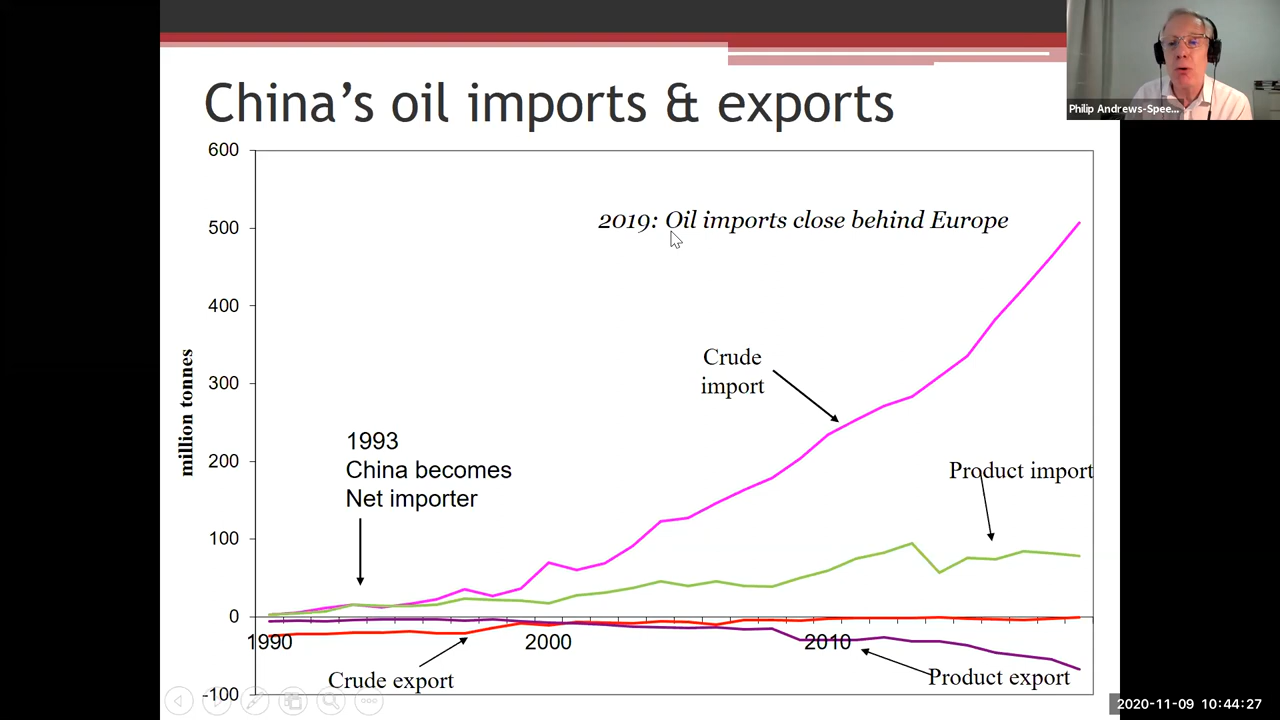 China's oil imports & exports
Philip Andrews-Spee...
600
500
400
300
200
100
0
-100
million tonnes
2019: Oil imports close behind Europe
Crude
import
1993
China becomes
Net importer
Product import
1990
2000
2010
Crude export
Product export
2020-11-09 10:44:27